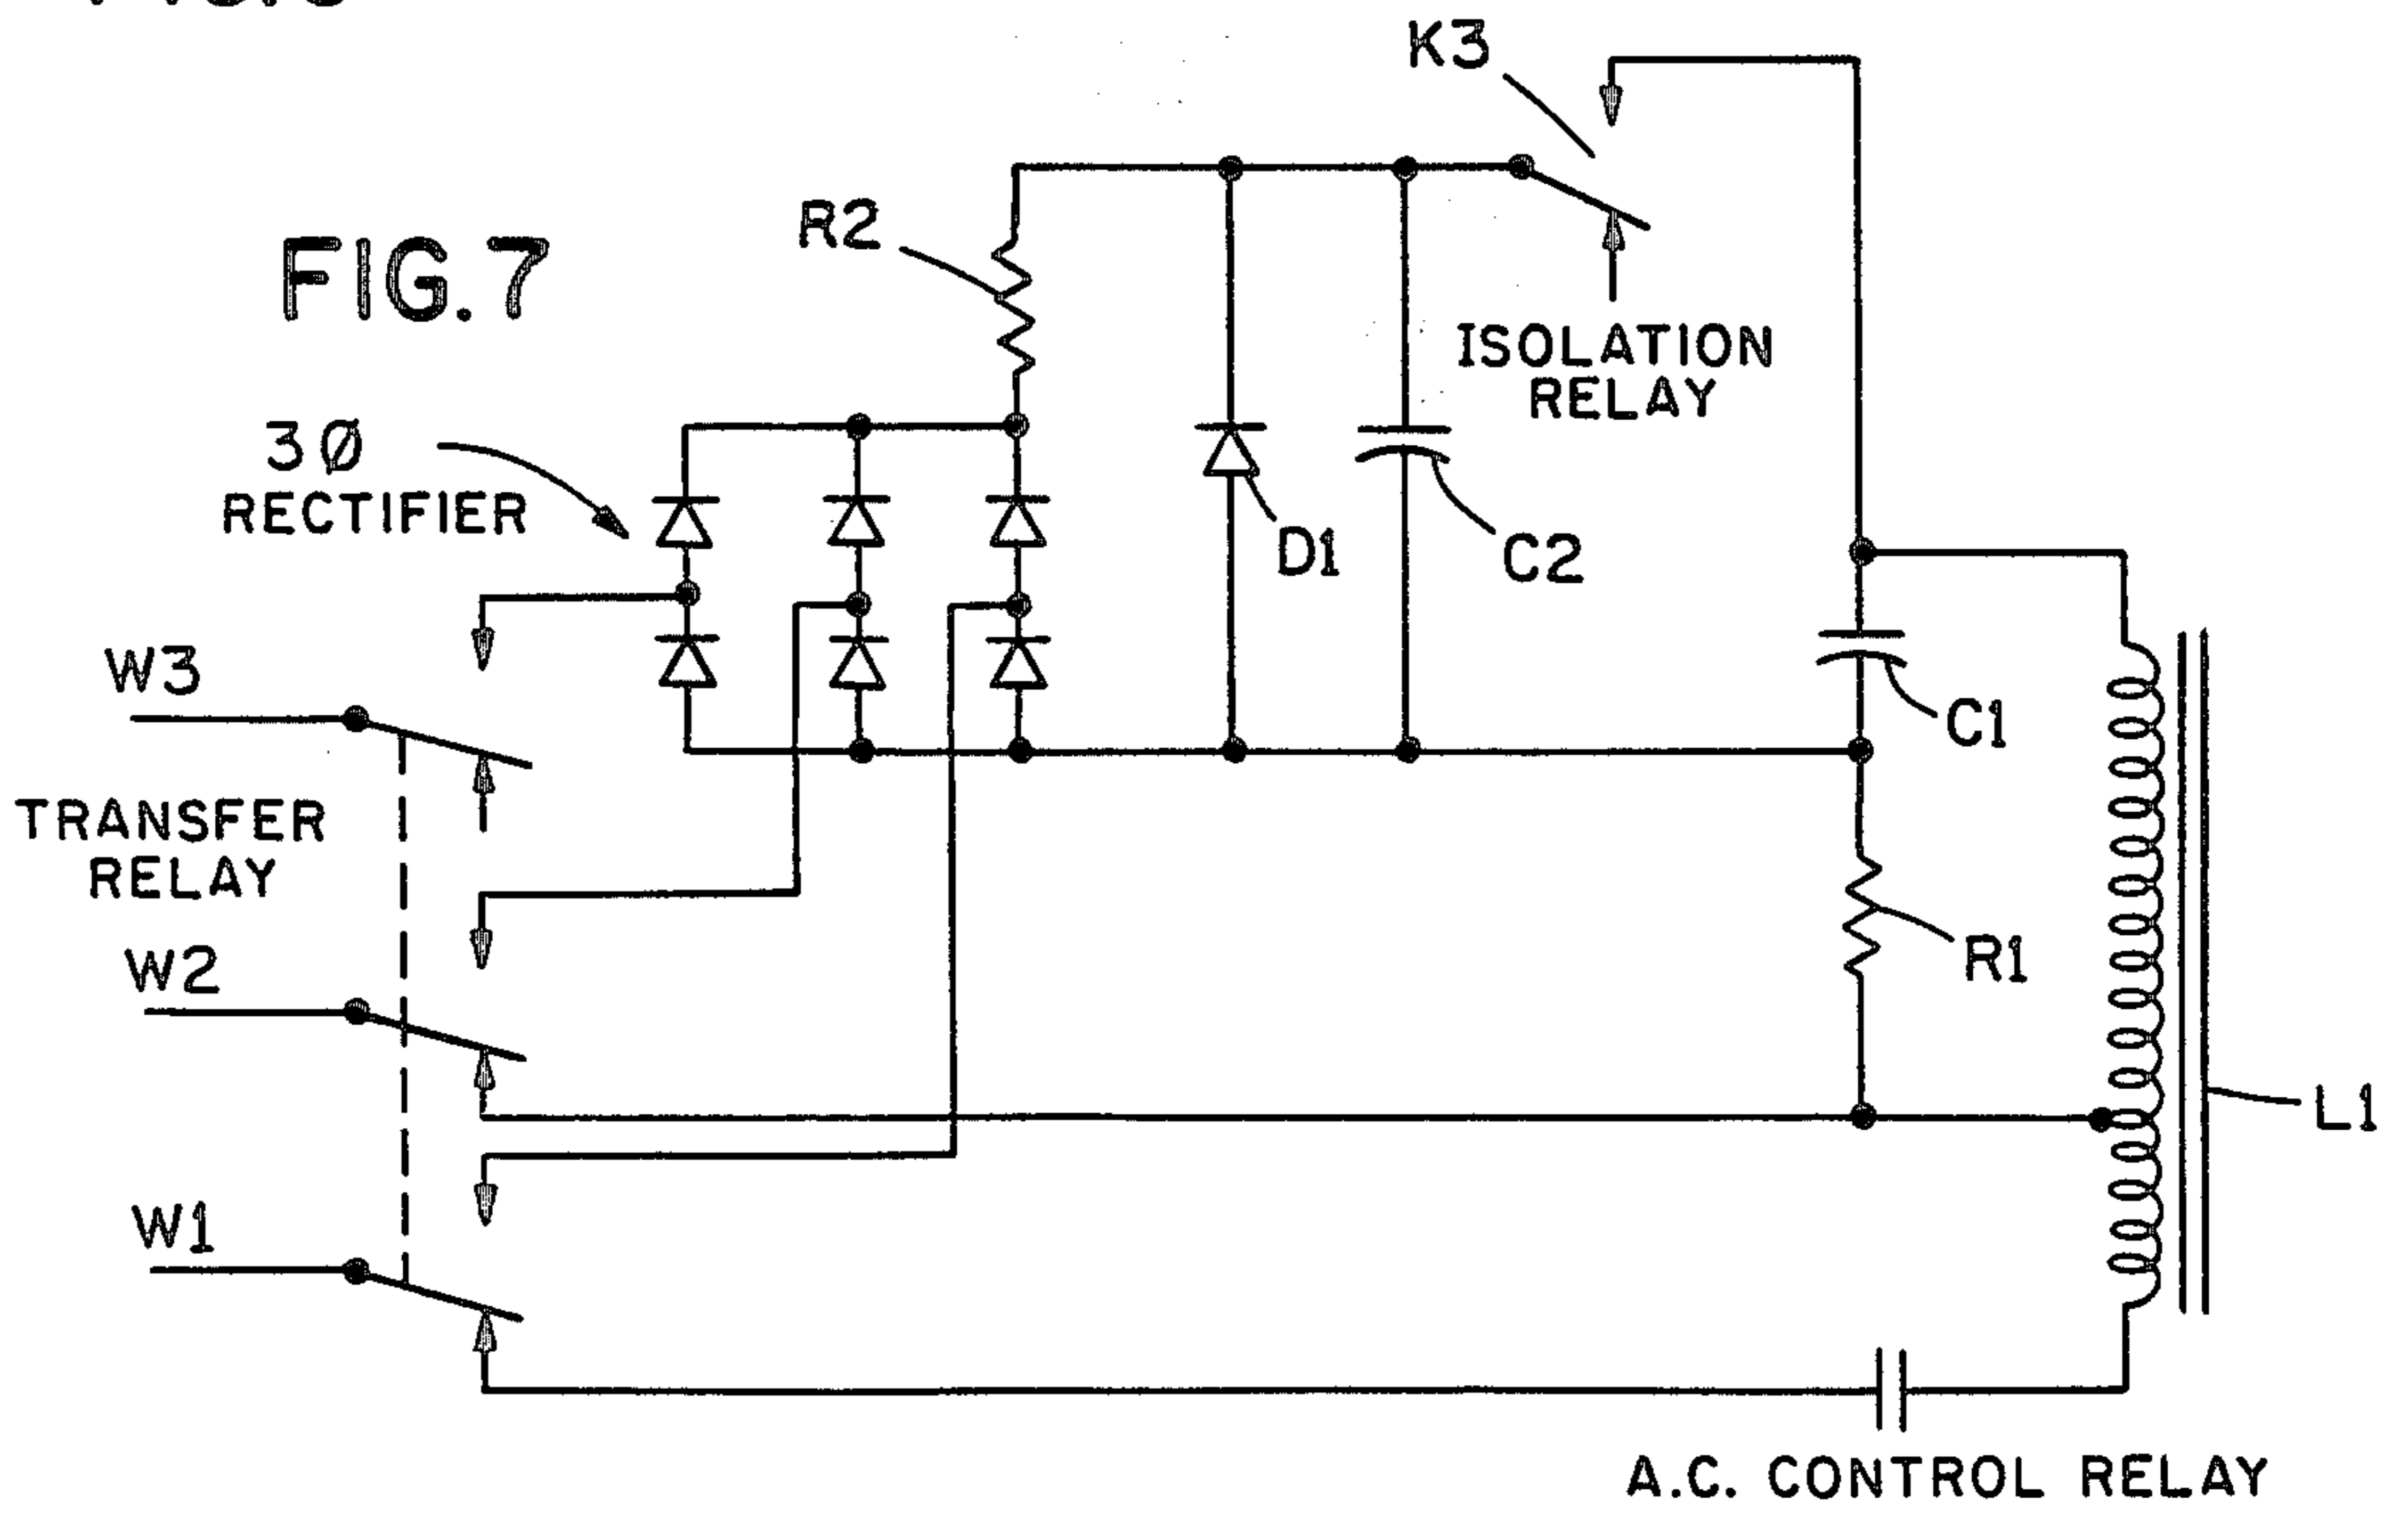 K3
R2
FIG.7
ISOLATION
RELAY
3Ø
RECTIFIER
D1
C2
W3
C1
TRANSFER
RELAY
W2
R1
L1
W1
A.C. CONTROL RELAY